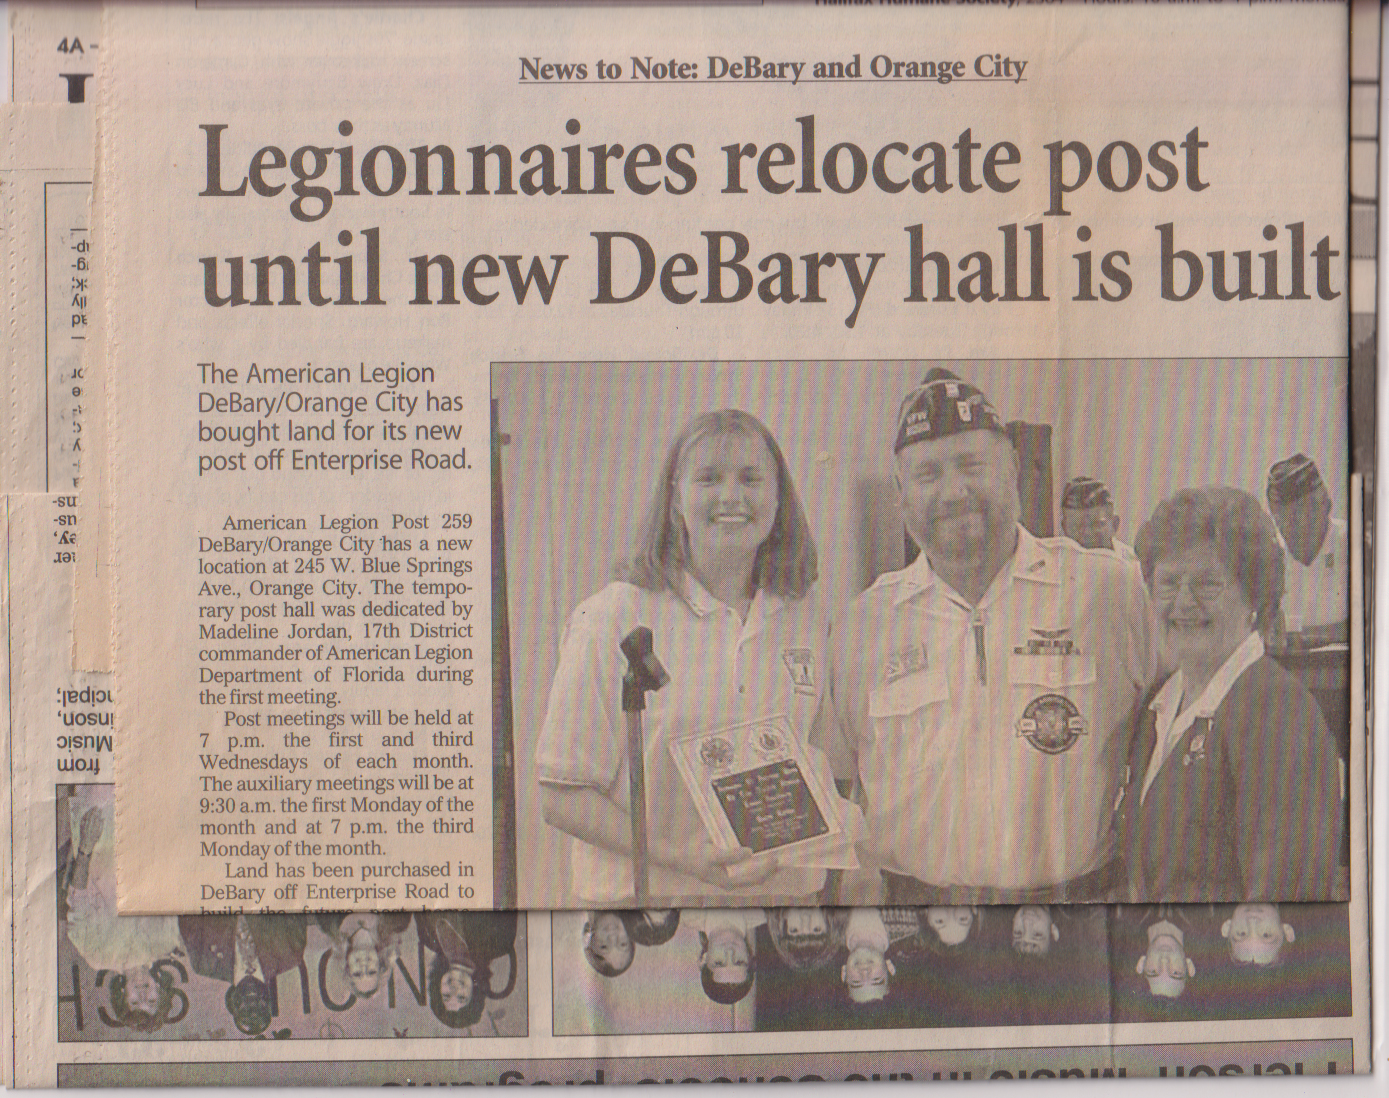 4A -
News to Note: DeBary and Orange City
Legionnaires relocate post
until new DeBary hall is built
The American Legion
DeBary/Orange City has
bought land for its new
post off Enterprise Road.
American Legion Post 259
DeBary/Orange City has a new
location at 245 W. Blue Springs
Ave., Orange City. The tempo-
rary post hall was dedicated by
Madeline Jordan, 17th District
commander of American Legion
Department of Florida during
the first meeting.
Post meetings will be held at
7 p.m. the first and third
Wednesdays of each month.
The auxiliary meetings will be at
9:30 a.m. the first Monday of the
month and at 7 p.m. the third
Monday of the month.
Land has been purchased in
DeBary off Enterprise Road to
build the future post
from
Music